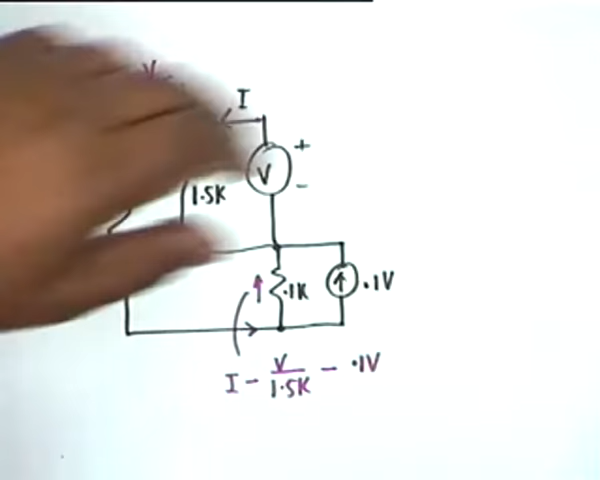 I
+
V
-
1.5K
.1K
.1V
I - V/1.5K - .1V